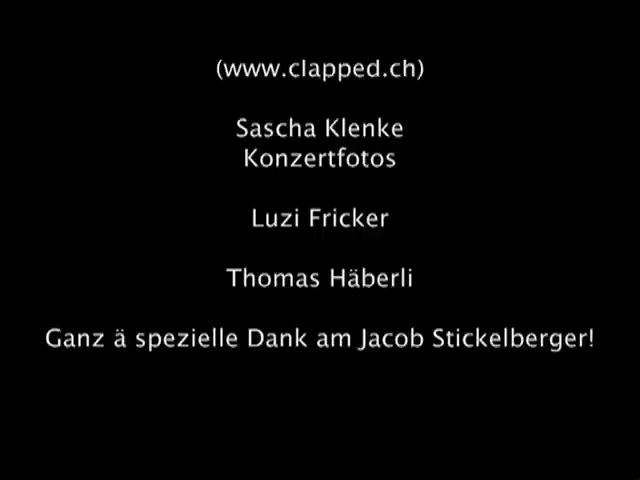 (www.clapped.ch)
Sascha Klenke
Konzertfotos
Luzi Fricker
Thomas Häberli
Ganz ä spezielle Dank am Jacob Stickelberger!